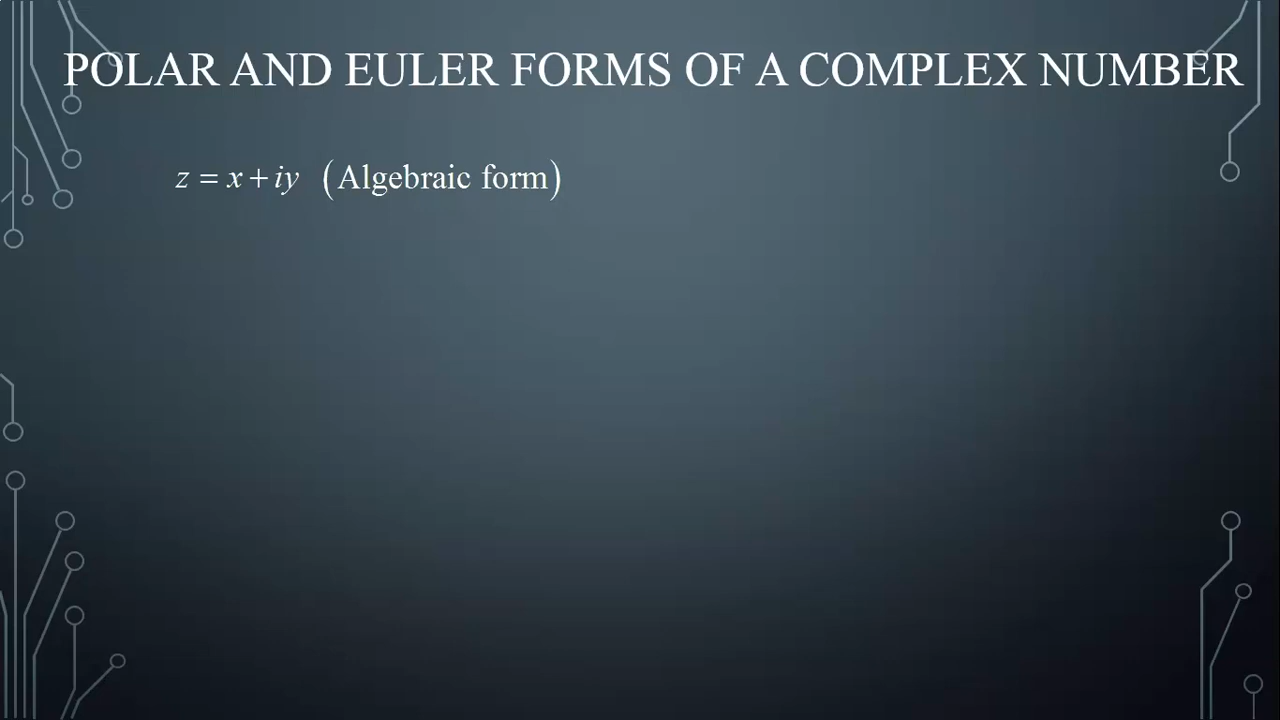 POLAR AND EULER FORMS OF A COMPLEX NUMBER
z = x + iy (Algebraic form)